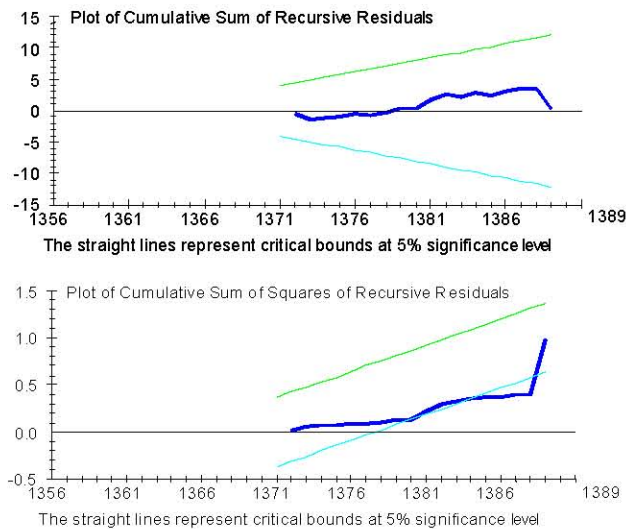 Plot of Cumulative Sum of Recursive Residuals
15
10
5
0
-5
-10
-15
1356 1361 1366 1371 1376 1381 1386 1389
The straight lines represent critical bounds at 5% significance level
Plot of Cumulative Sum of Squares of Recursive Residuals
1.5
1.0
0.5
0.0
-0.5
1356 1361 1366 1371 1376 1381 1386 1389
The straight lines represent critical bounds at 5% significance level